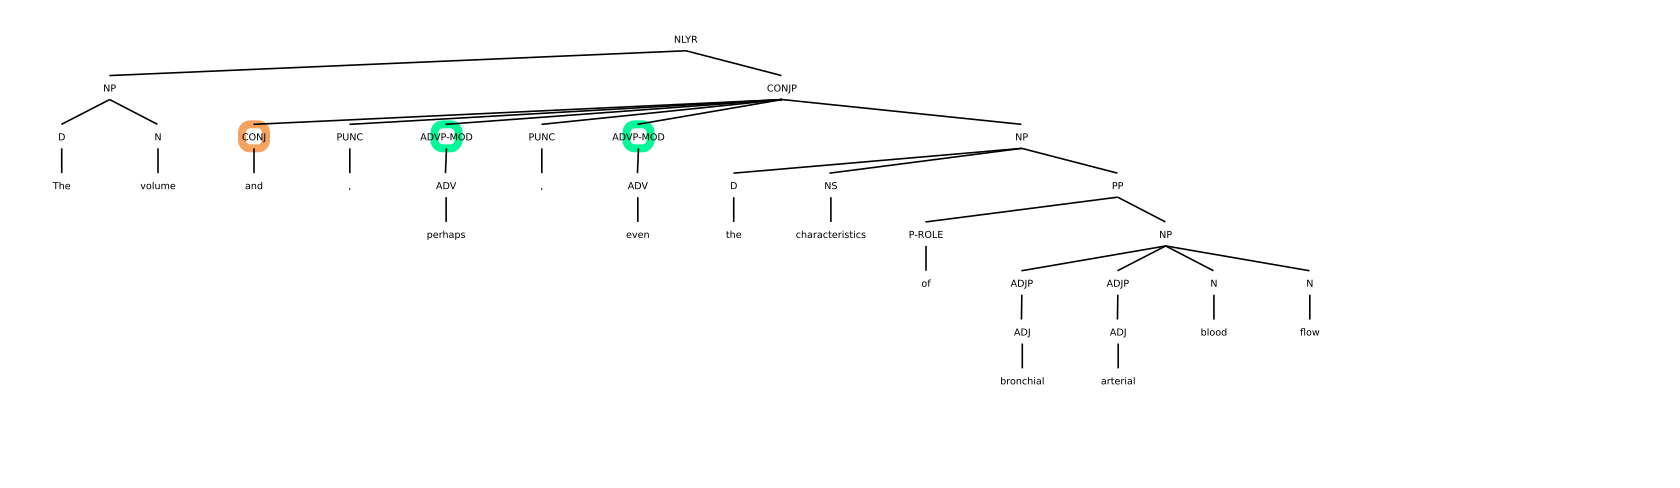 NLYR
NP CONJP
D N CONJ PUNC ADVP-MOD PUNC ADVP-MOD NP
The volume and , ADV , ADV D NS PP
perhaps even the characteristics P-ROLE NP
of ADJP ADJP N N
ADJ ADJ blood flow
bronchial arterial